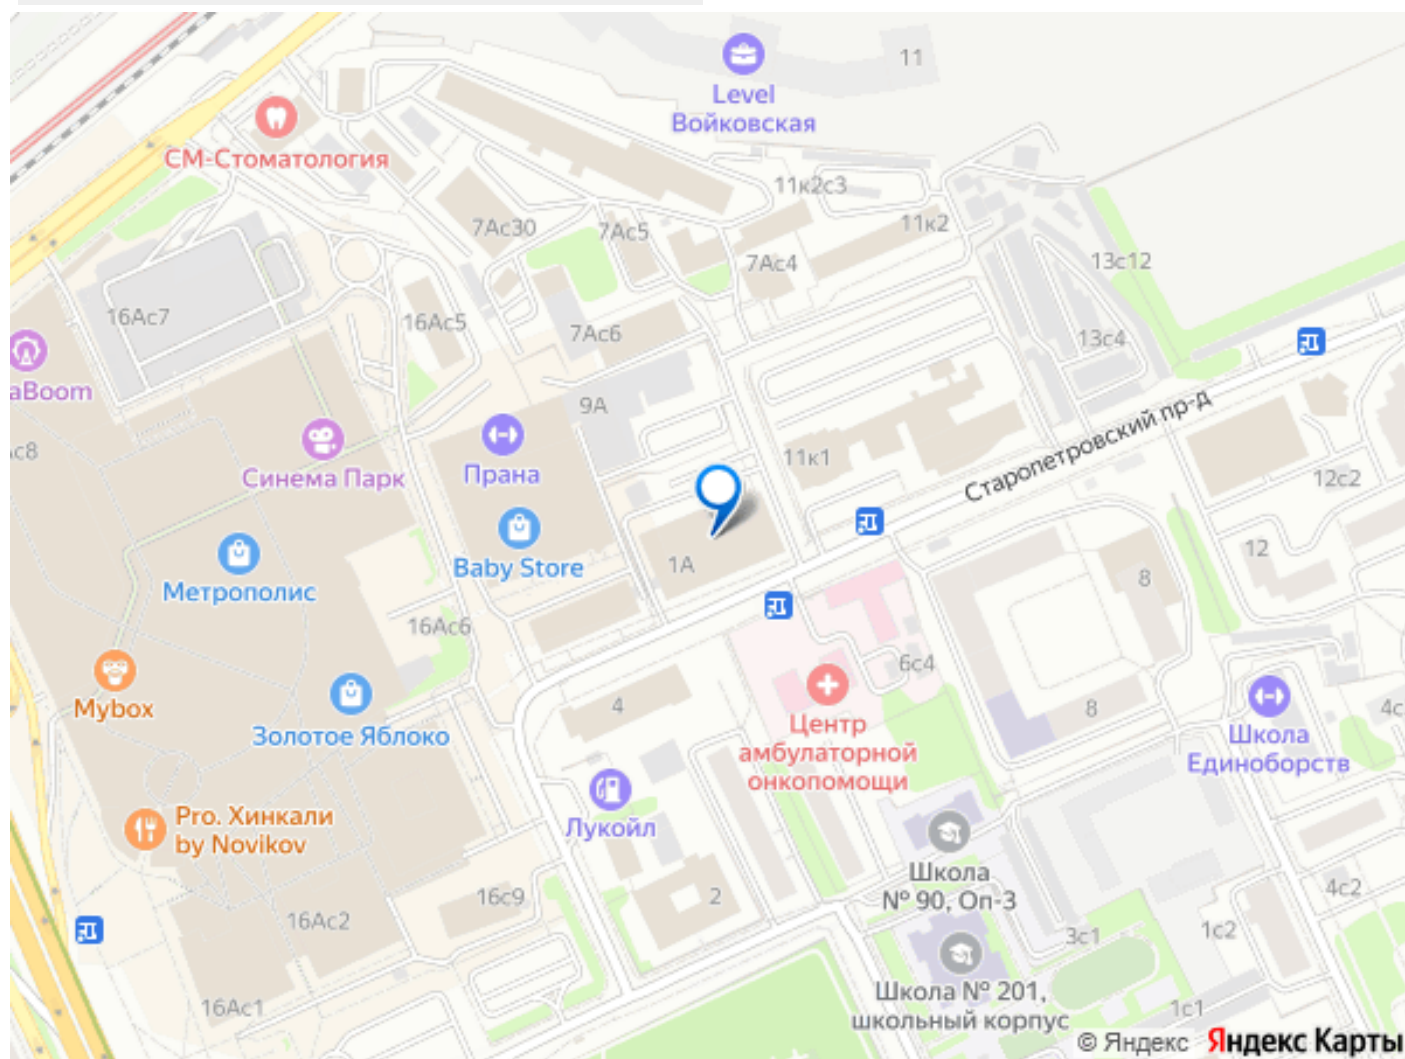 11
Level
Войковская
СМ-Стоматология
11к2с3
7Ас30
7Ас5
11к2
7Ас4
13с12
16Ас7
16Ас5
7Ас6
13с4
aBoom
9А
с8
Синема Парк
Прана
11к1
Старопетровский пр-д
12с2
Метрополис
Baby Store
1А
12
8
16Ас6
6с4
Mybox
Золотое Яблоко
4
Центр
амбулаторной
онкопомощи
8
4с
Школа
Единоборств
Pro. Хинкали
by Novikov
Лукойл
16с9
2
Школа
№ 90, Оп-3
4с2
16Ас2
3с1
1с2
16Ас1
Школа № 201,
школьный корпус
1с1
© Яндекс Яндекс Карты